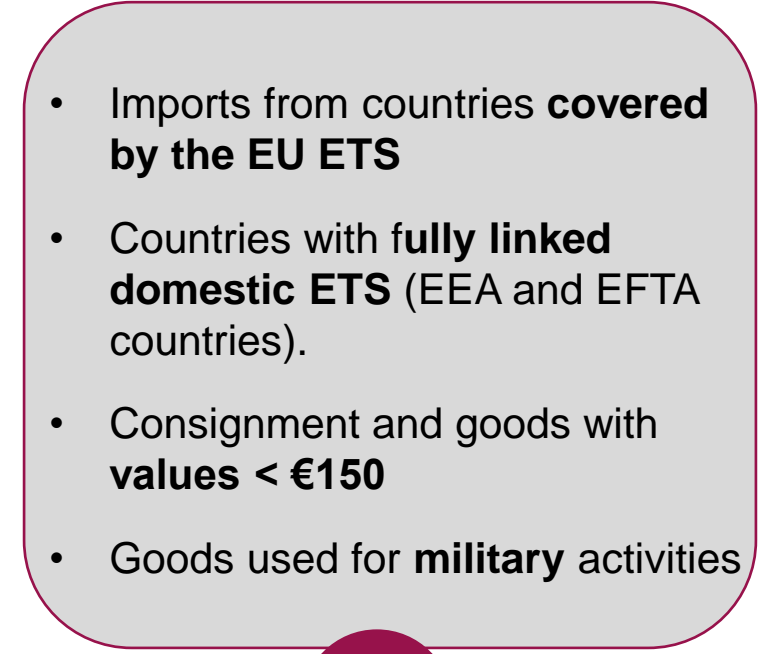 • Imports from countries covered
by the EU ETS
• Countries with fully linked
domestic ETS (EEA and EFTA
countries).
• Consignment and goods with
values < €150
• Goods used for military activities